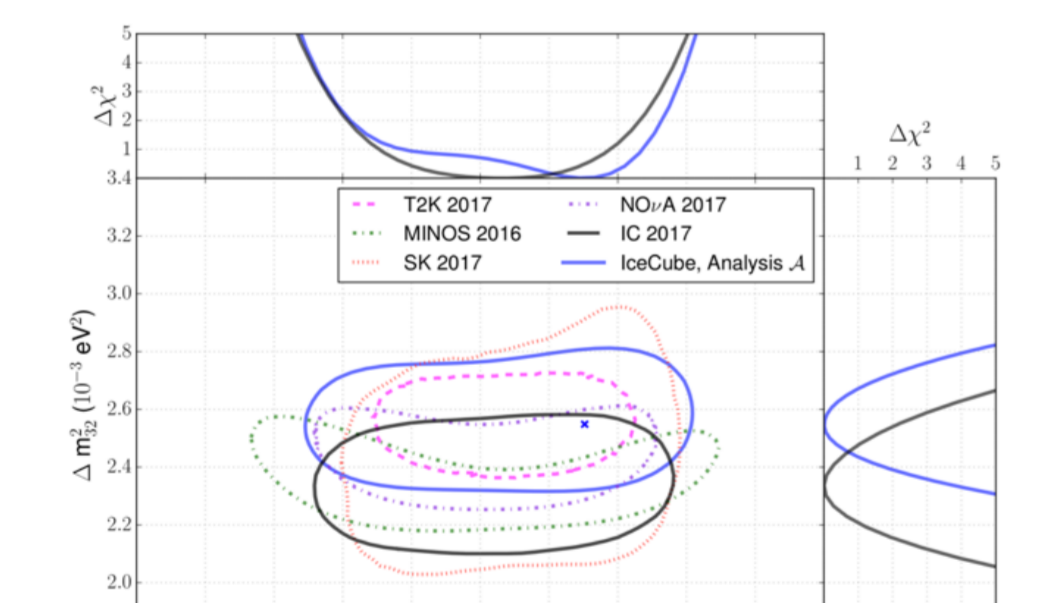 5
4
3
2
1
Δχ²
3.4
Δχ²
1 2 3 4 5
T2K 2017 NOνA 2017
MINOS 2016 IC 2017
SK 2017 IceCube, Analysis 𝒜
3.2
3.0
2.8
2.6
2.4
2.2
2.0
Δ m²₃₂ (10⁻³ eV²)